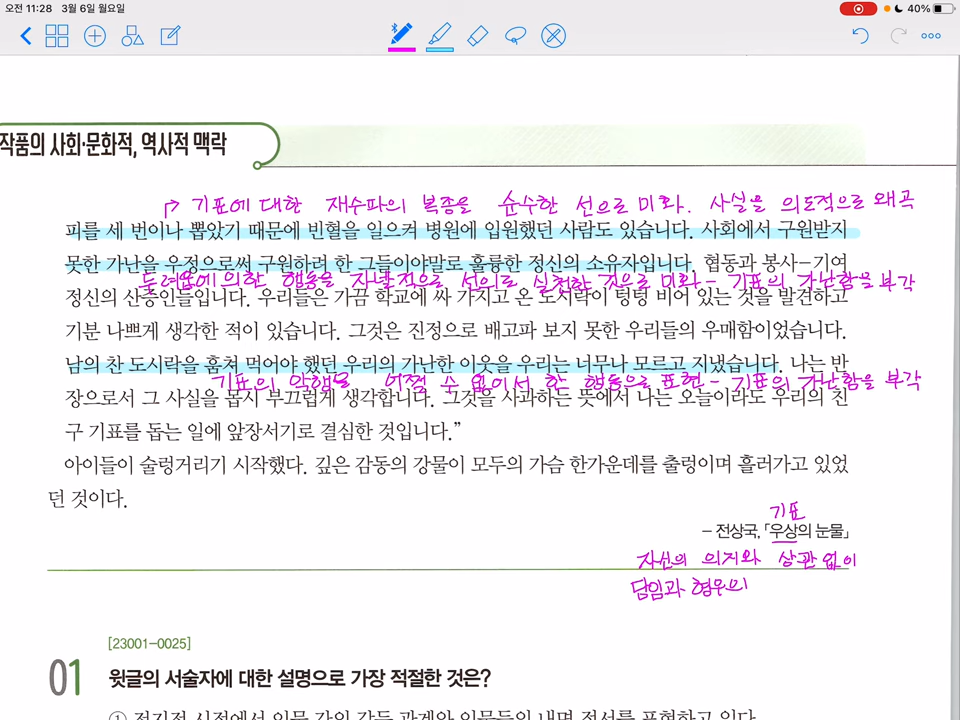 오전 11:28 3월 6일 월요일
40%
작품의 사회·문화적, 역사적 맥락
기표에 대한 재수파의 복종을 순수한 선으로 미화. 사실을 의도적으로 왜곡
피를 세 번이나 뽑았기 때문에 빈혈을 일으켜 병원에 입원했던 사람도 있습니다. 사회에서 구원받지
못한 가난을 우정으로써 구원하려 한 그들이야말로 훌륭한 정신의 소유자입니다. 협동과 봉사-기여
두려움에 의한 행동을 자발적으로 선의로 실천한 것으로 미화 - 기표의 가난함을 부각
정신의 산증인들입니다. 우리들은 가끔 학교에 싸 가지고 온 도시락이 텅텅 비어 있는 것을 발견하고
기분 나쁘게 생각한 적이 있습니다. 그것은 진정으로 배고파 보지 못한 우리들의 우매함이었습니다.
남의 찬 도시락을 훔쳐 먹어야 했던 우리의 가난한 이웃을 우리는 너무나 모르고 지냈습니다. 나는 반
기표의 악행을 어쩔 수 없이서 한 행동으로 표현 - 기표의 가난함을 부각
장으로서 그 사실을 몹시 부끄럽게 생각합니다. 그것을 사과하는 뜻에서 나는 오늘이라도 우리의 친
구 기표를 돕는 일에 앞장서기로 결심한 것입니다.”
아이들이 술렁거리기 시작했다. 깊은 감동의 강물이 모두의 가슴 한가운데를 출렁이며 흘러가고 있었
던 것이다.
기표
- 전상국, 「우상의 눈물」
자신의 의지와 상관없이
담임과 형우의
[23001-0025]
01 윗글의 서술자에 대한 설명으로 가장 적절한 것은?